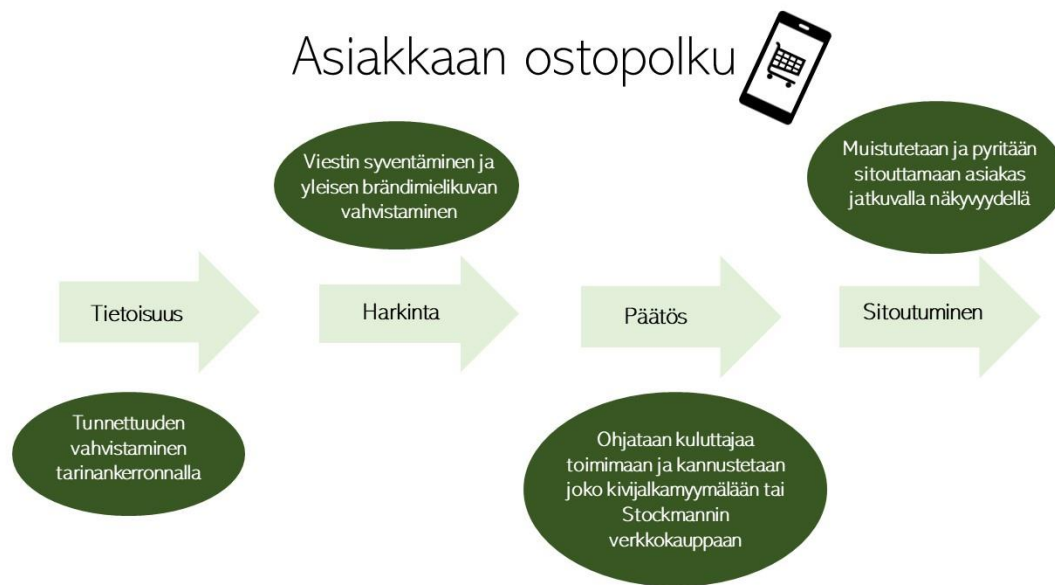 Asiakkaan ostopolku
Viestin syventäminen ja
yleisen brändimielikuvan
vahvistaminen
Muistutetaan ja pyritään
sitouttamaan asiakas
jatkuvalla näkyvyydellä
Tietoisuus
Harkinta
Päätös
Sitoutuminen
Tunnettuuden
vahvistaminen
tarinankerronnalla
Ohjataan kuluttajaa
toimimaan ja kannustetaan
joko kivijalkamyymälään tai
Stockmannin
verkkokauppaan